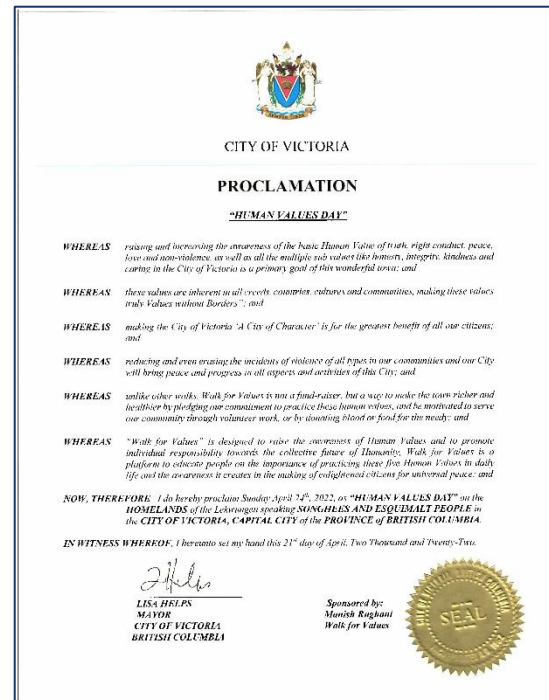 CITY OF VICTORIA
PROCLAMATION
"HUMAN VALUES DAY"
WHEREAS raising and increasing the awareness of the basic Human Value of truth, right conduct, peace,
love and non-violence, as well as all the multiple sub values like honesty, integrity, kindness and
caring in the City of Victoria is a primary goal of this wonderful town; and
WHEREAS these values are inherent in all creeds, countries, cultures and communities, making these values
truly Values without Borders"; and
WHEREAS making the City of Victoria 'A City of Character' is for the greatest benefit of all our citizens;
and
WHEREAS reducing and even erasing the incidents of violence of all types in our communities and our City
will bring peace and progress in all aspects and activities of this City; and
WHEREAS unlike other walks, Walk for Values is not a fund-raiser, but a way to make the town richer and
healthier by pledging our commitment to practice these human values, and be motivated to serve
our community through volunteer work, or by donating blood or food for the needy; and
WHEREAS "Walk for Values" is designed to raise the awareness of Human Values and to promote
individual responsibility towards the collective future of Humanity, Walk for Values is a
platform to educate people on the importance of practicing these five Human Values in daily
life and the awareness it creates in the making of enlightened citizens for universal peace; and
NOW, THEREFORE I do hereby proclaim Sunday April 24th, 2022, as "HUMAN VALUES DAY" on the
HOMELANDS of the Lekwungen speaking SONGHEES AND ESQUIMALT PEOPLE in
the CITY OF VICTORIA, CAPITAL CITY of the PROVINCE of BRITISH COLUMBIA.
IN WITNESS WHEREOF, I hereunto set my hand this 21st day of April, Two Thousand and Twenty-Two.
LISA HELPS
MAYOR
CITY OF VICTORIA
BRITISH COLUMBIA
Sponsored by:
Manish Rughani
Walk for Values
SEAL